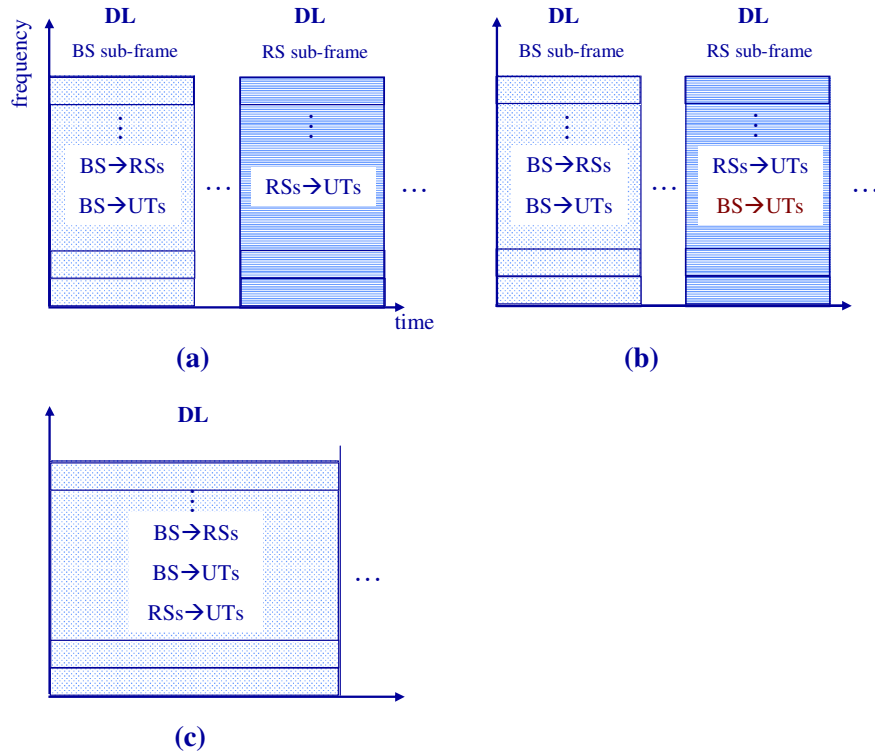 DL
DL
BS sub-frame
RS sub-frame
frequency
⋮
⋮
BS→RSs
BS→UTs
...
RSs→UTs
...
time
(a)
DL
DL
BS sub-frame
RS sub-frame
⋮
⋮
BS→RSs
BS→UTs
...
RSs→UTs
BS→UTs
...
(b)
DL
⋮
BS→RSs
BS→UTs
RSs→UTs
...
(c)